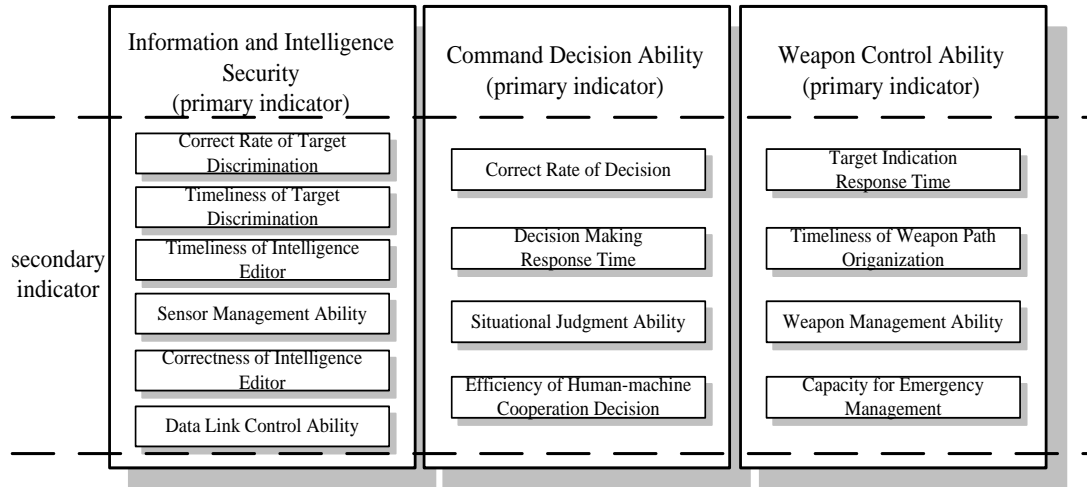 Information and Intelligence
Security
(primary indicator)
Command Decision Ability
(primary indicator)
Weapon Control Ability
(primary indicator)
secondary
indicator
Correct Rate of Target
Discrimination
Timeliness of Target
Discrimination
Timeliness of Intelligence
Editor
Sensor Management Ability
Correctness of Intelligence
Editor
Data Link Control Ability
Correct Rate of Decision
Decision Making
Response Time
Situational Judgment Ability
Efficiency of Human-machine
Cooperation Decision
Target Indication
Response Time
Timeliness of Weapon Path
Origanization
Weapon Management Ability
Capacity for Emergency
Management